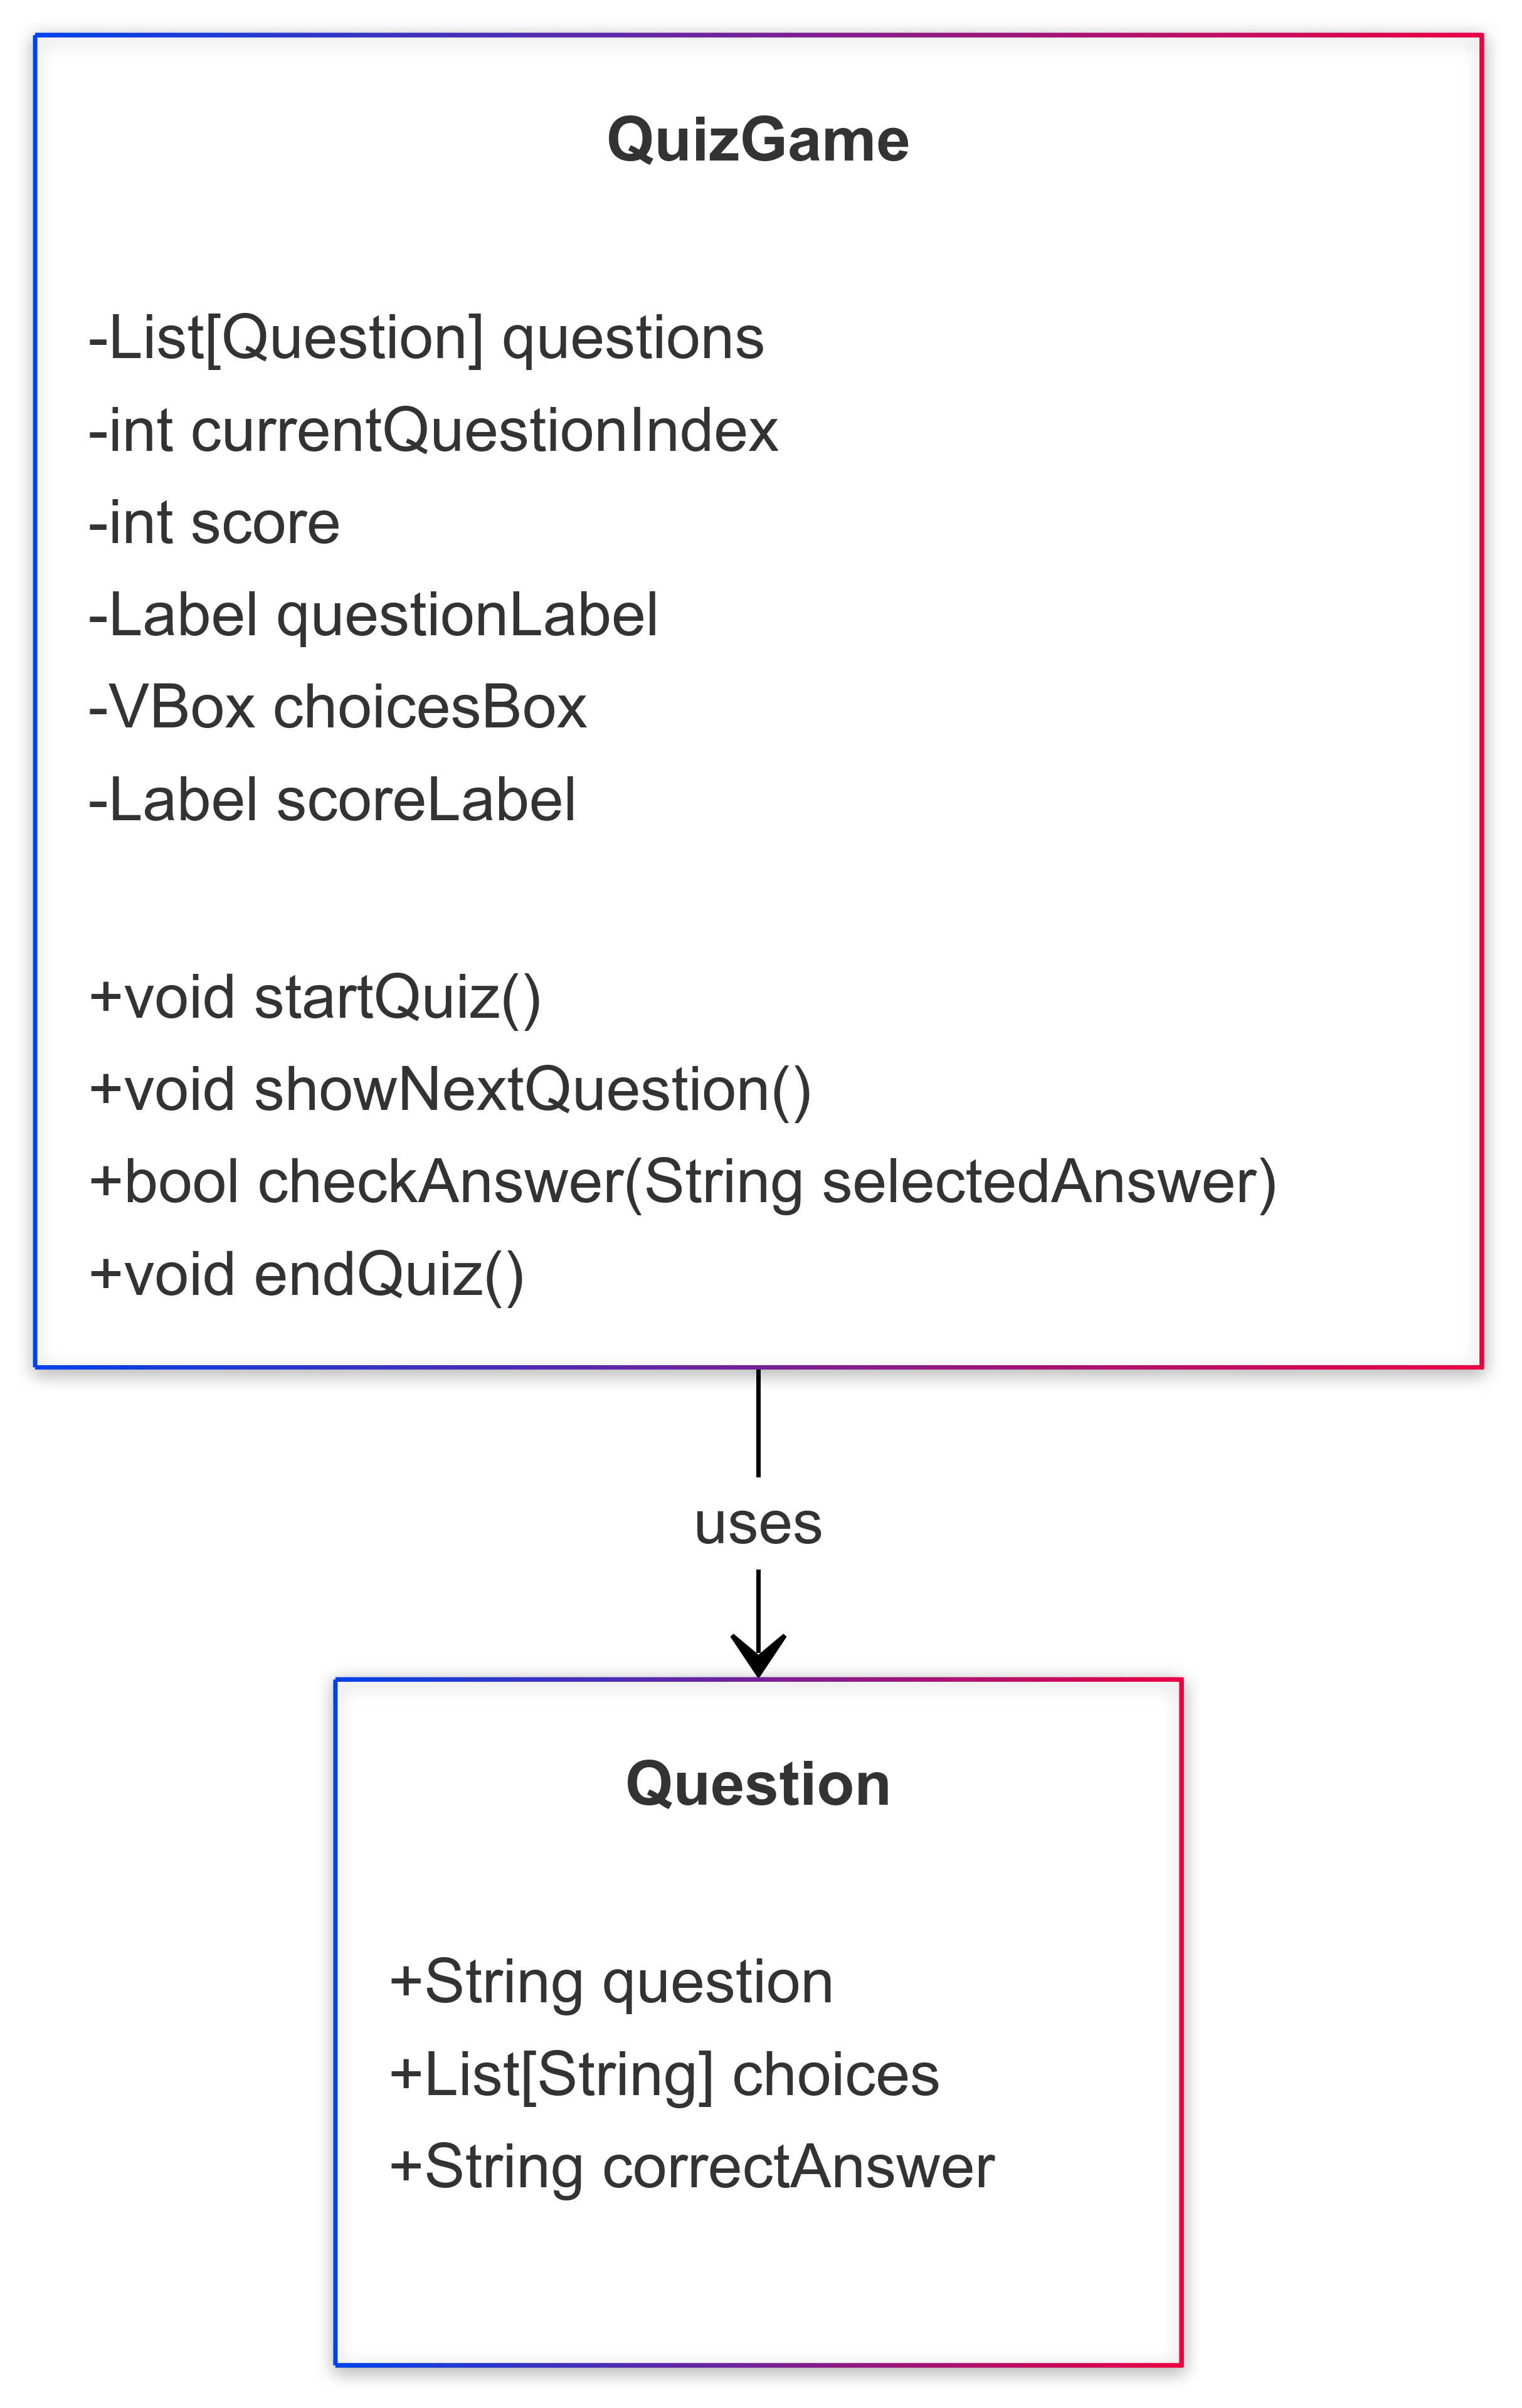 QuizGame
-List[Question] questions
-int currentQuestionIndex
-int score
-Label questionLabel
-VBox choicesBox
-Label scoreLabel
+void startQuiz()
+void showNextQuestion()
+bool checkAnswer(String selectedAnswer)
+void endQuiz()
uses
Question
+String question
+List[String] choices
+String correctAnswer